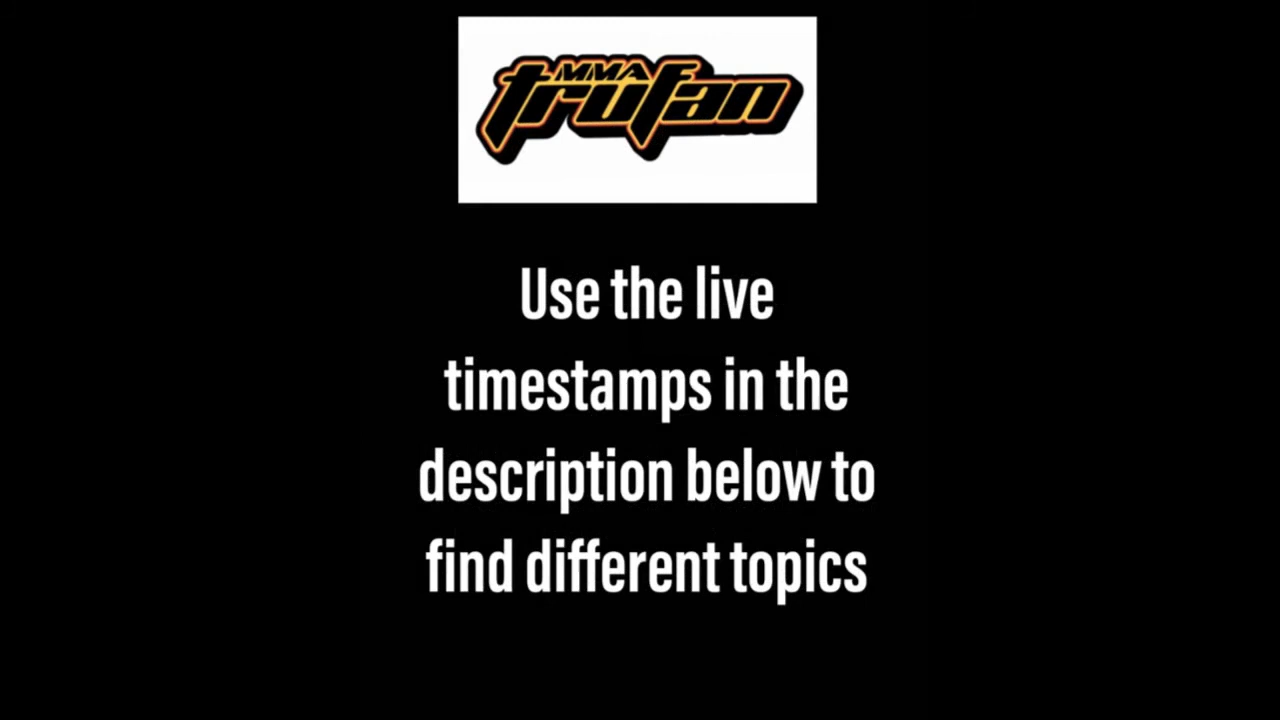 MMA
trufan
Use the live
timestamps in the
description below to
find different topics